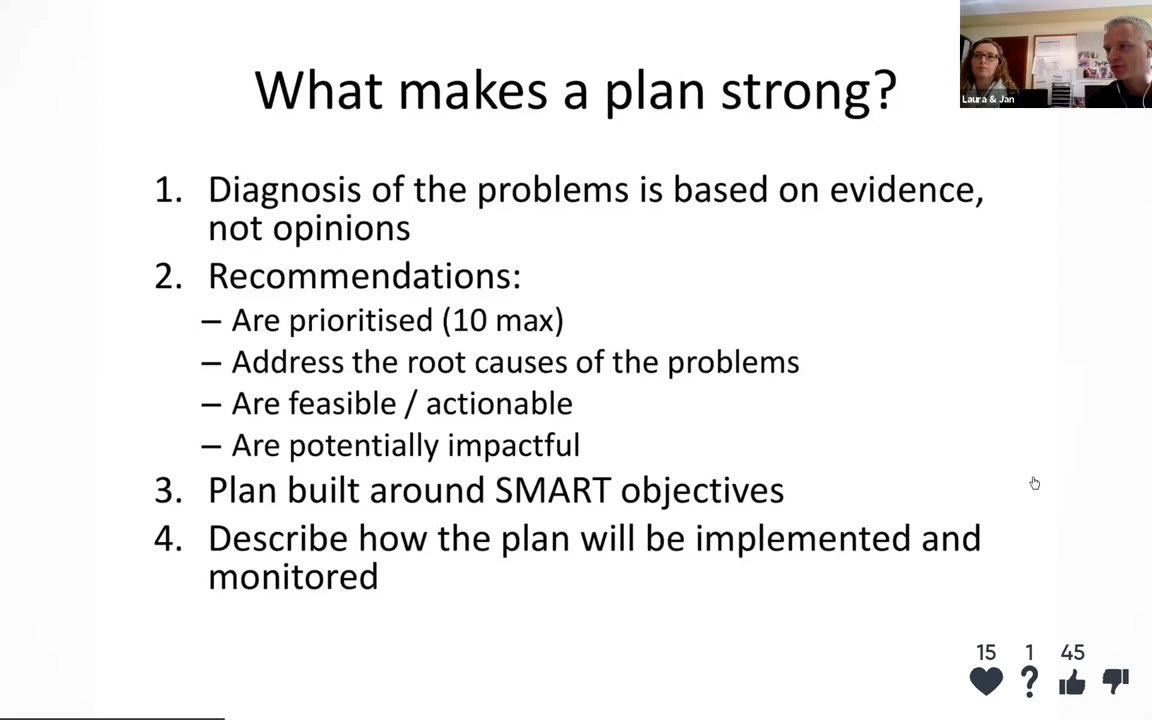 What makes a plan strong?
Laura & Jan
1. Diagnosis of the problems is based on evidence,
not opinions
2. Recommendations:
– Are prioritised (10 max)
– Address the root causes of the problems
– Are feasible / actionable
– Are potentially impactful
3. Plan built around SMART objectives
4. Describe how the plan will be implemented and
monitored
15 1 45
?